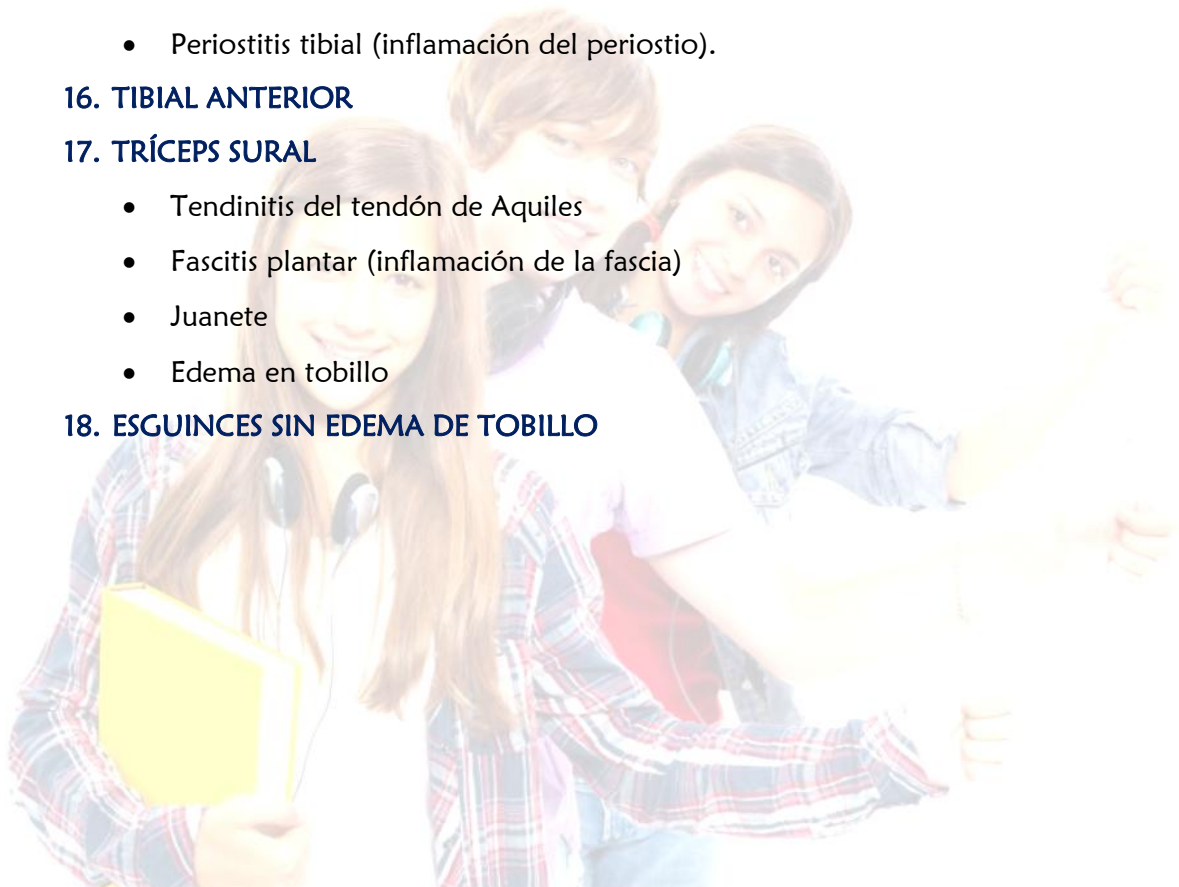 • Periostitis tibial (inflamación del periostio).
16. TIBIAL ANTERIOR
17. TRÍCEPS SURAL
• Tendinitis del tendón de Aquiles
• Fascitis plantar (inflamación de la fascia)
• Juanete
• Edema en tobillo
18. ESGUINCES SIN EDEMA DE TOBILLO